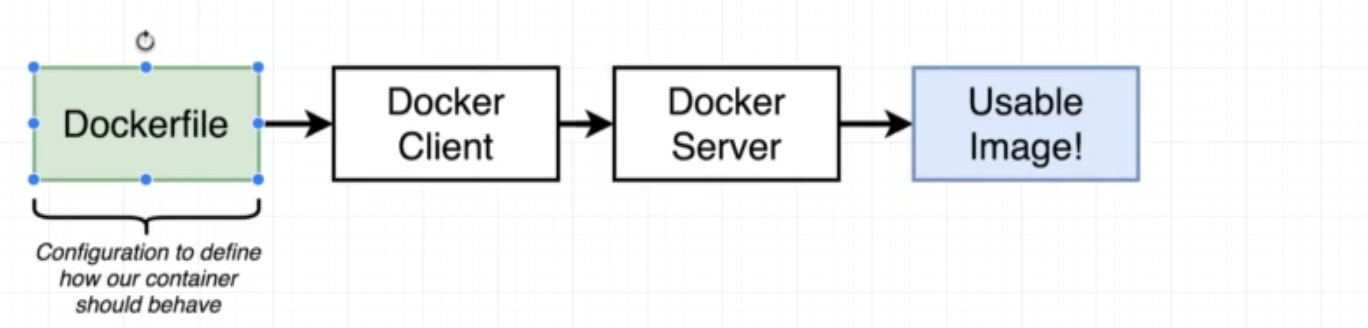 Dockerfile
Docker
Client
Docker
Server
Usable
Image!
Configuration to define
how our container
should behave